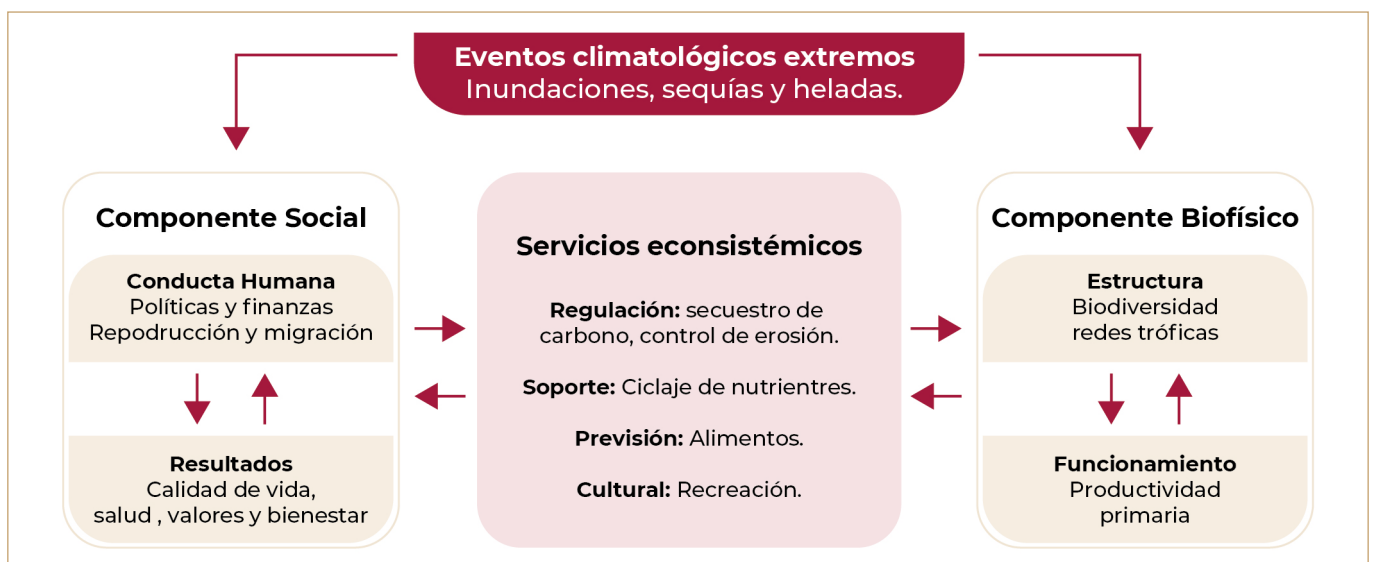 Eventos climatológicos extremos
Inundaciones, sequías y heladas.
Componente Social
Conducta Humana
Políticas y finanzas
Repodrucción y migración
Resultados
Calidad de vida,
salud , valores y bienestar
Servicios econsistémicos
Regulación: secuestro de
carbono, control de erosión.
Soporte: Ciclaje de nutrientres.
Previsión: Alimentos.
Cultural: Recreación.
Componente Biofísico
Estructura
Biodiversidad
redes tróficas
Funcionamiento
Productividad
primaria